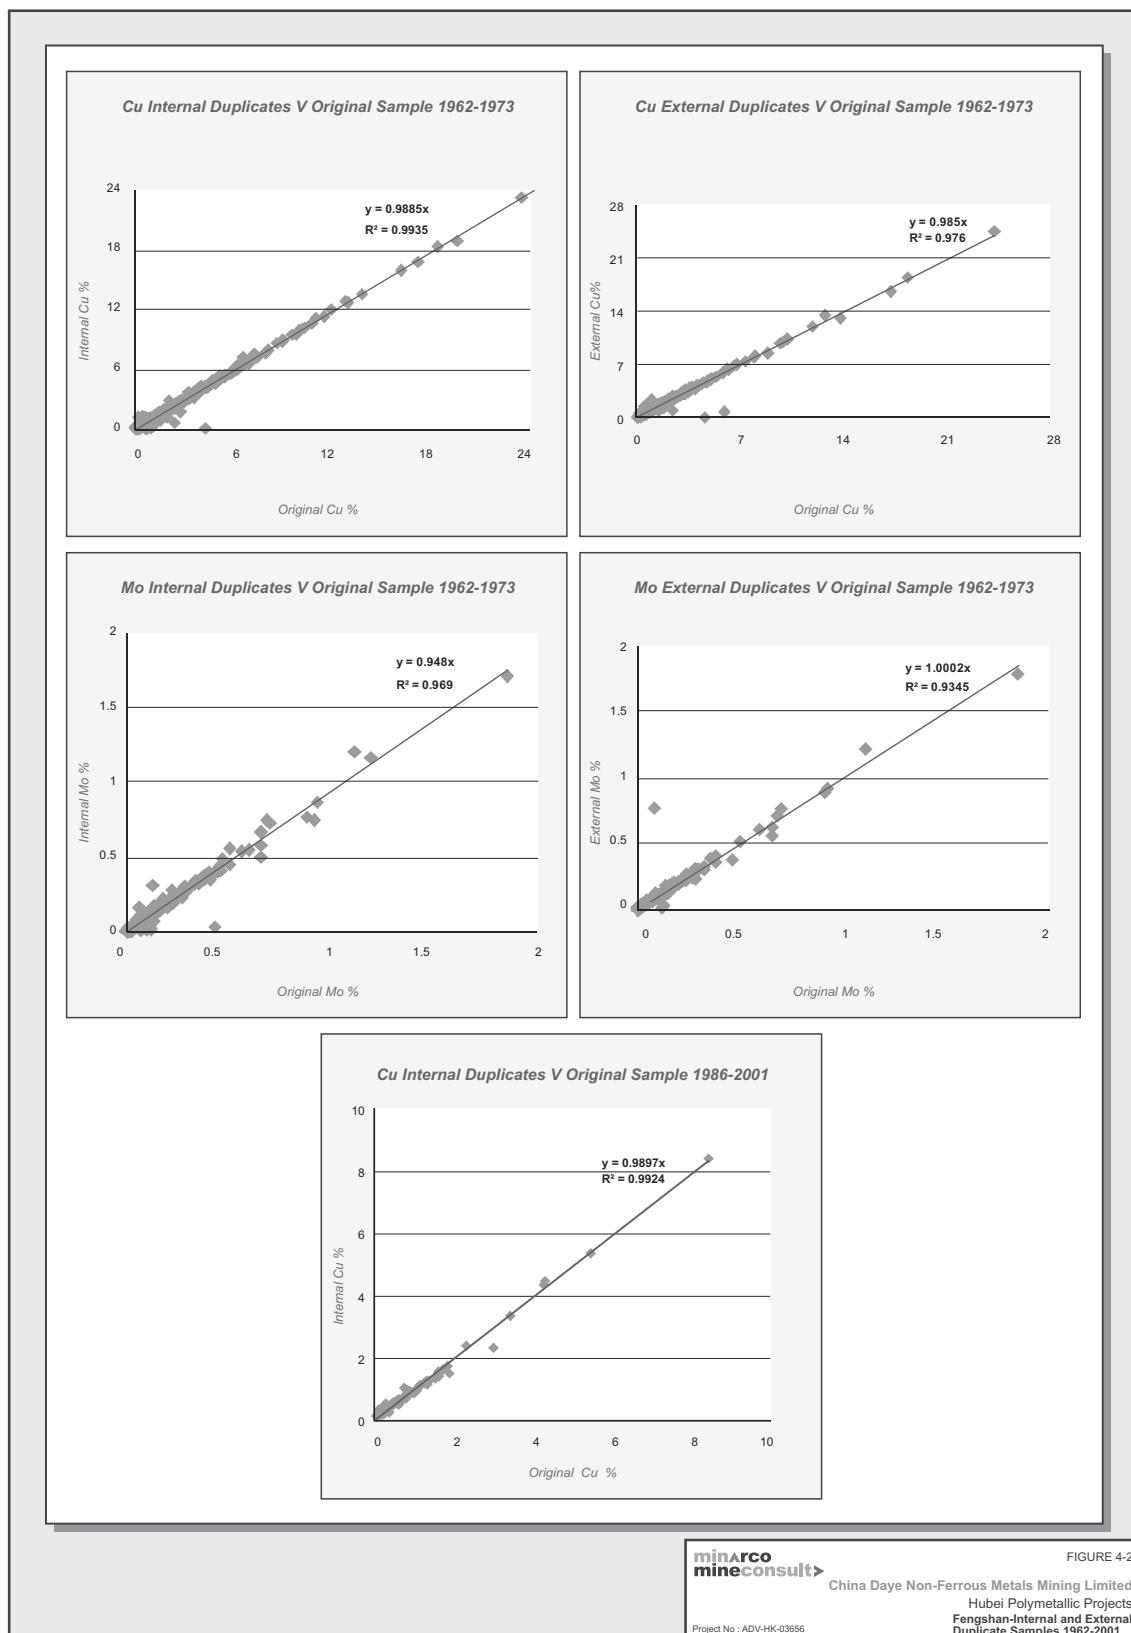 Cu Internal Duplicates V Original Sample 1962-1973
24
18
12
6
0
Internal Cu %
y = 0.9885x
R² = 0.9935
0 6 12 18 24
Original Cu %
Cu External Duplicates V Original Sample 1962-1973
28
21
14
7
0
External Cu%
y = 0.985x
R² = 0.976
0 7 14 21 28
Original Cu %
Mo Internal Duplicates V Original Sample 1962-1973
2
1.5
1
0.5
0
Internal Mo %
y = 0.948x
R² = 0.969
0 0.5 1 1.5 2
Original Mo %
Mo External Duplicates V Original Sample 1962-1973
2
1.5
1
0.5
0
External Mo %
y = 1.0002x
R² = 0.9345
0 0.5 1 1.5 2
Original Mo %
Cu Internal Duplicates V Original Sample 1986-2001
10
8
6
4
2
0
Internal Cu %
y = 0.9897x
R² = 0.9924
0 2 4 6 8 10
Original Cu %
minarco
mineconsult
FIGURE 4-2
China Daye Non-Ferrous Metals Mining Limited
Hubei Polymetallic Projects
Fengshan-Internal and External
Duplicate Samples 1962-2001
Project No : ADV-HK-03656